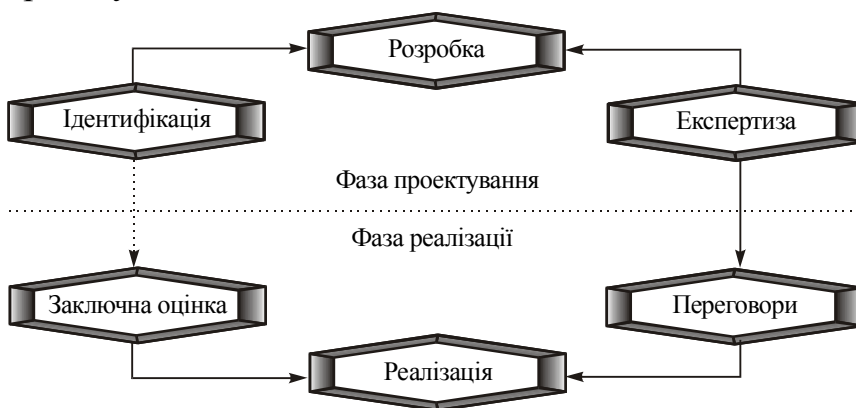 Розробка
Ідентифікація
Експертиза
Фаза проектування
Фаза реалізації
Заключна оцінка
Переговори
Реалізація